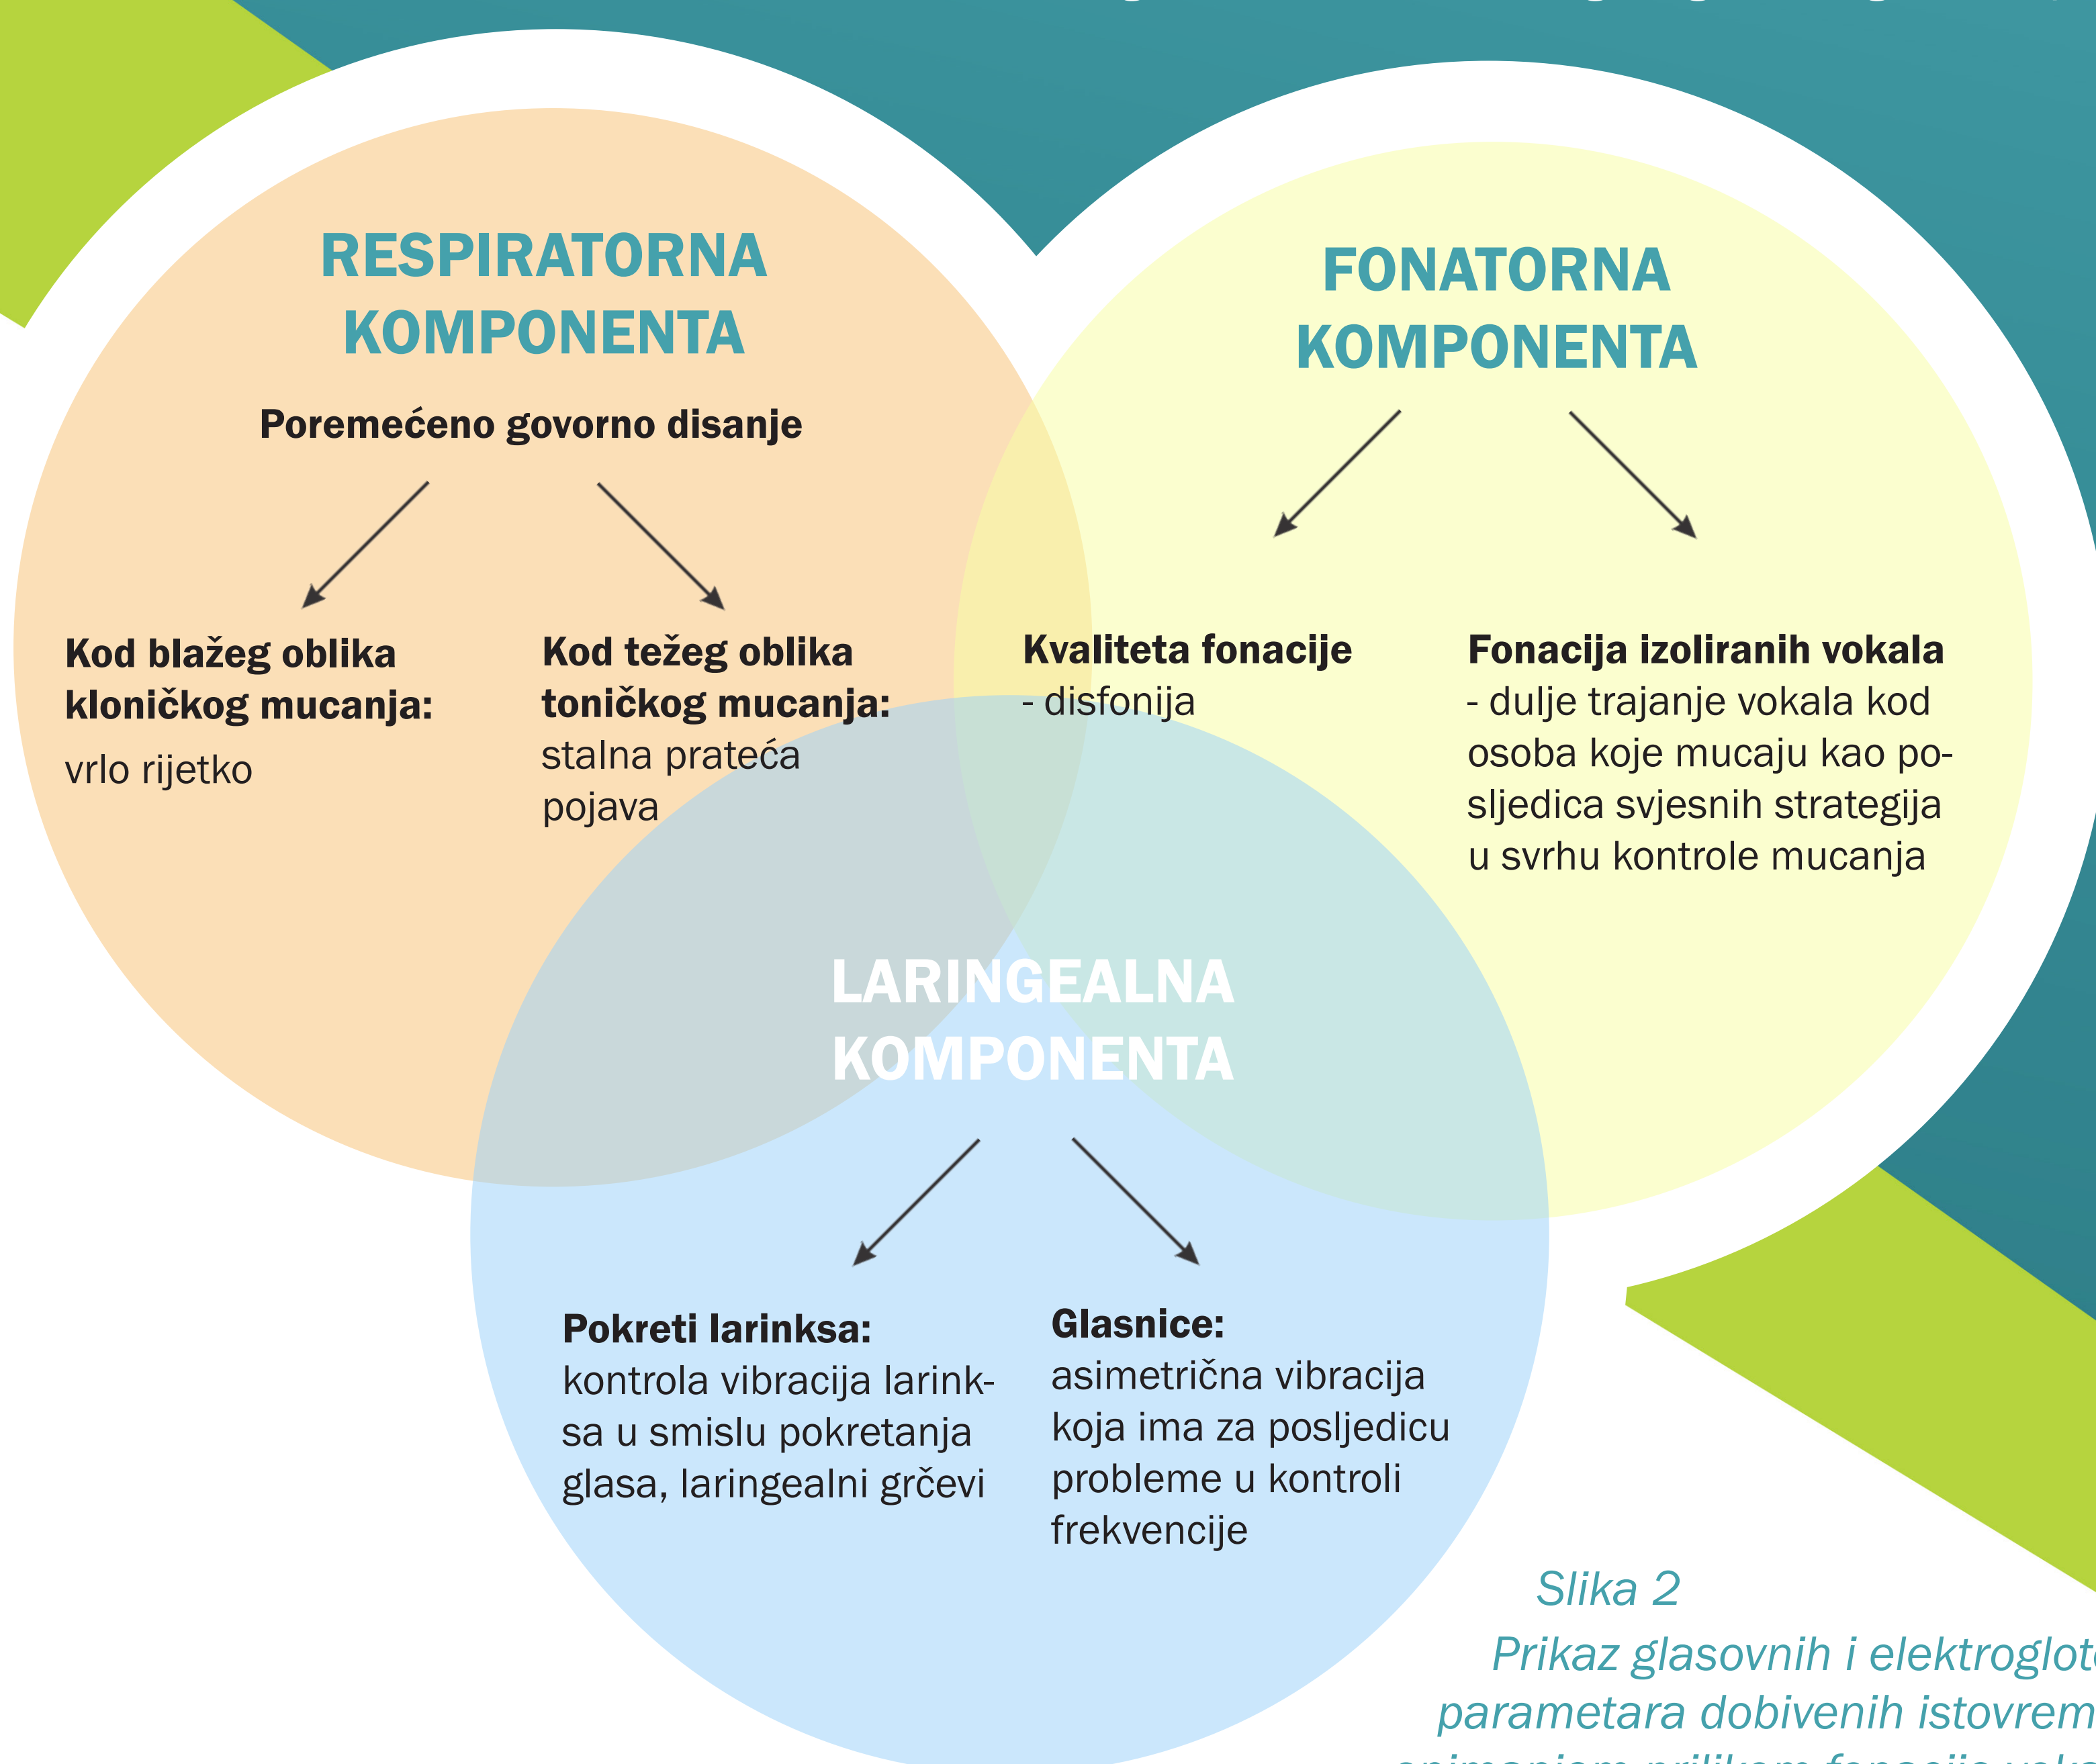 RESPIRATORNA
KOMPONENTA
Poremećeno govorno disanje
Kod blažeg oblika
kloničkog mucanja:
vrlo rijetko
Kod težeg oblika
toničkog mucanja:
stalna prateća
pojava
FONATORNA
KOMPONENTA
Kvaliteta fonacije
- disfonija
Fonacija izoliranih vokala
- dulje trajanje vokala kod
osoba koje mucaju kao po-
sljedica svjesnih strategija
u svrhu kontrole mucanja
LARINGEALNA
KOMPONENTA
Pokreti larinksa:
kontrola vibracija larink-
sa u smislu pokretanja
glasa, laringealni grčevi
Glasnice:
asimetrična vibracija
koja ima za posljedicu
probleme u kontroli
frekvencije
Slika 2
Prikaz glasovnih i
parametara dobivenih
prilikom fonacije